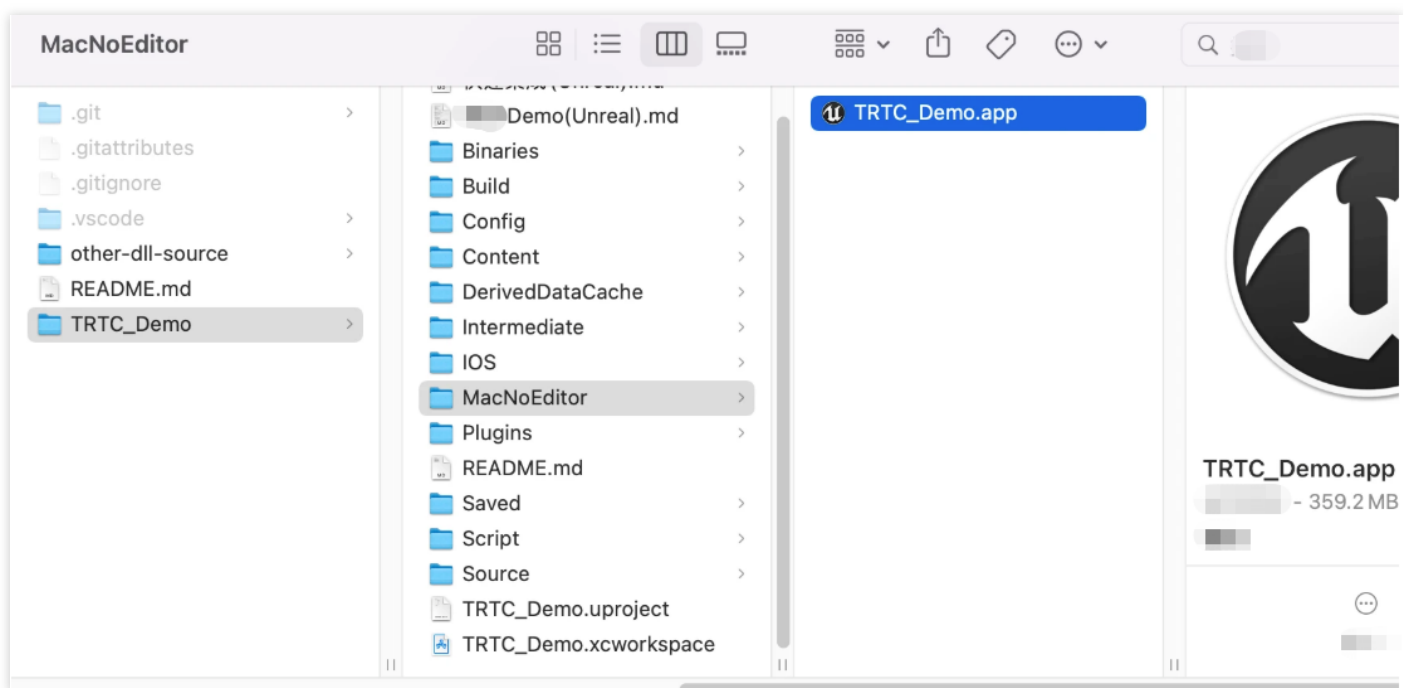 MacNoEditor
.git
.gitattributes
.gitignore
.vscode
other-dll-source
README.md
TRTC_Demo
Demo(Unreal).md
Binaries
Build
Config
Content
DerivedDataCache
Intermediate
IOS
MacNoEditor
Plugins
README.md
Saved
Script
Source
TRTC_Demo.uproject
TRTC_Demo.xcworkspace
TRTC_Demo.app
TRTC_Demo.app
- 359.2 MB